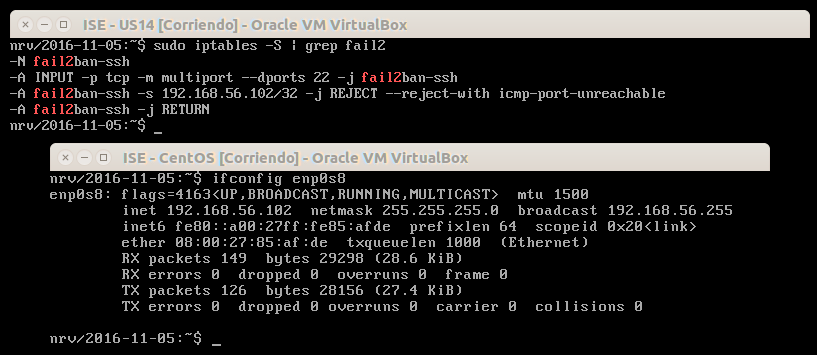 ISE - US14 [Corriendo] - Oracle VM VirtualBox
nrv/2016-11-05:~$ sudo iptables -S | grep fail2
-N fail2ban-ssh
-A INPUT -p tcp -m multiport --dports 22 -j fail2ban-ssh
-A fail2ban-ssh -s 192.168.56.102/32 -j REJECT --reject-with icmp-port-unreachable
-A fail2ban-ssh -j RETURN
nrv/2016-11-05:~$ _
ISE - CentOS [Corriendo] - Oracle VM VirtualBox
nrv/2016-11-05:~$ ifconfig enp0s8
enp0s8: flags=4163<UP,BROADCAST,RUNNING,MULTICAST>  mtu 1500
inet 192.168.56.102  netmask 255.255.255.0  broadcast 192.168.56.255
inet6 fe80::a00:27ff:fe85:afde  prefixlen 64  scopeid 0x20<link>
ether 08:00:27:85:af:de  txqueuelen 1000  (Ethernet)
RX packets 149  bytes 29298 (28.6 KiB)
RX errors 0  dropped 0  overruns 0  frame 0
TX packets 126  bytes 28156 (27.4 KiB)
TX errors 0  dropped 0 overruns 0  carrier 0  collisions 0
nrv/2016-11-05:~$ _